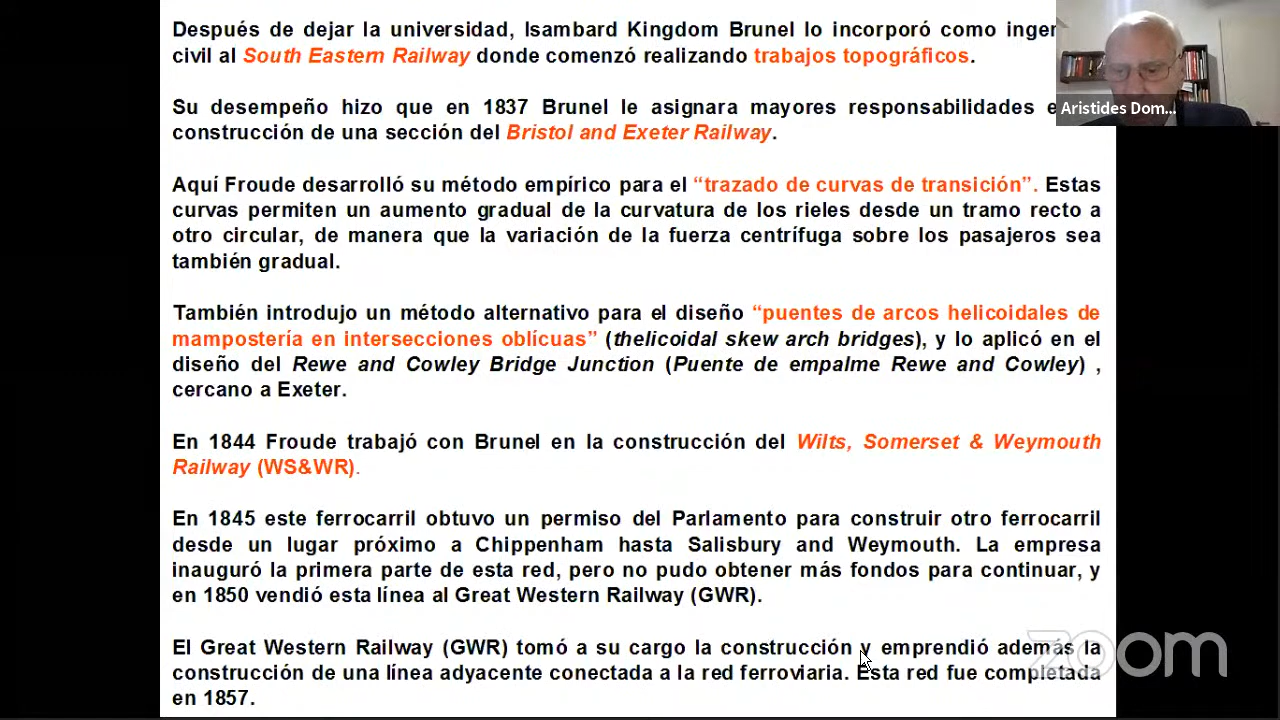 Después de dejar la universidad, Isambard Kingdom Brunel lo incorporó como
civil al South Eastern Railway donde comenzó realizando trabajos topográficos.
Su desempeño hizo que en 1837 Brunel le asignara mayores responsabilidades
construcción de una sección del Bristol and Exeter Railway.
Aquí Froude desarrolló su método empírico para el “trazado de curvas de transición”. Estas
curvas permiten un aumento gradual de la curvatura de los rieles desde un tramo recto a
otro circular, de manera que la variación de la fuerza centrífuga sobre los pasajeros sea
también gradual.
También introdujo un método alternativo para el diseño “puentes de arcos helicoidales de
mampostería en intersecciones oblícuas” (thelicoidal skew arch bridges), y lo aplicó en el
diseño del Rewe and Cowley Bridge Junction (Puente de empalme Rewe and Cowley) ,
cercano a Exeter.
En 1844 Froude trabajó con Brunel en la construcción del Wilts, Somerset & Weymouth
Railway (WS&WR).
En 1845 este ferrocarril obtuvo un permiso del Parlamento para construir otro ferrocarril
desde un lugar próximo a Chippenham hasta Salisbury and Weymouth. La empresa
inauguró la primera parte de esta red, pero no pudo obtener más fondos para continuar, y
en 1850 vendió esta línea al Great Western Railway (GWR).
El Great Western Railway (GWR) tomó a su cargo la construcción y emprendió además la
construcción de una línea adyacente conectada a la red ferroviaria. Esta red fue completada
en 1857.
Aristides Dom...
zoom